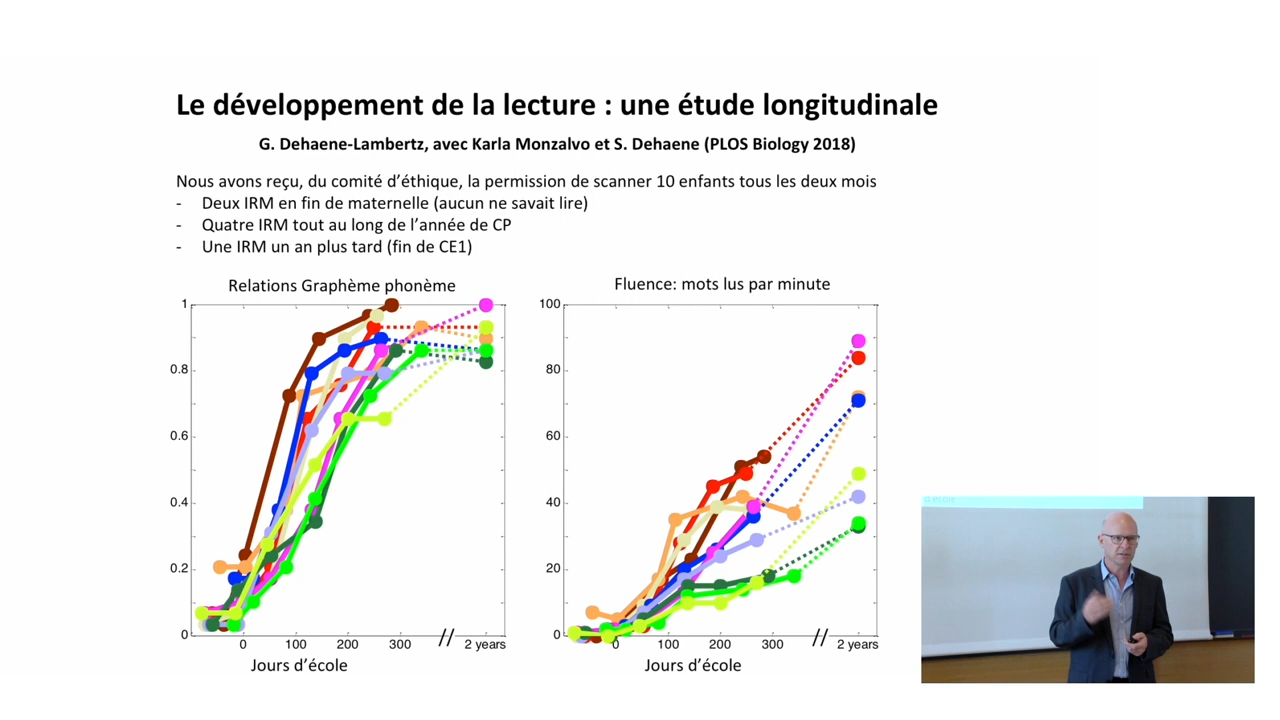 Le développement de la lecture : une étude longitudinale
G. Dehaene-Lambertz, avec Karla Monzalvo et S. Dehaene (PLOS Biology 2018)
Nous avons reçu, du comité d'éthique, la permission de scanner 10 enfants tous les deux mois
- Deux IRM en fin de maternelle (aucun ne savait lire)
- Quatre IRM tout au long de l'année de CP
- Une IRM un an plus tard (fin de CE1)
Relations Graphème phonème
1
0.8
0.6
0.4
0.2
0
0 100 200 300 // 2 years
Jours d'école
Fluence: mots lus par minute
100
80
60
40
20
0
0 100 200 300 // 2 years
Jours d'école
d'école